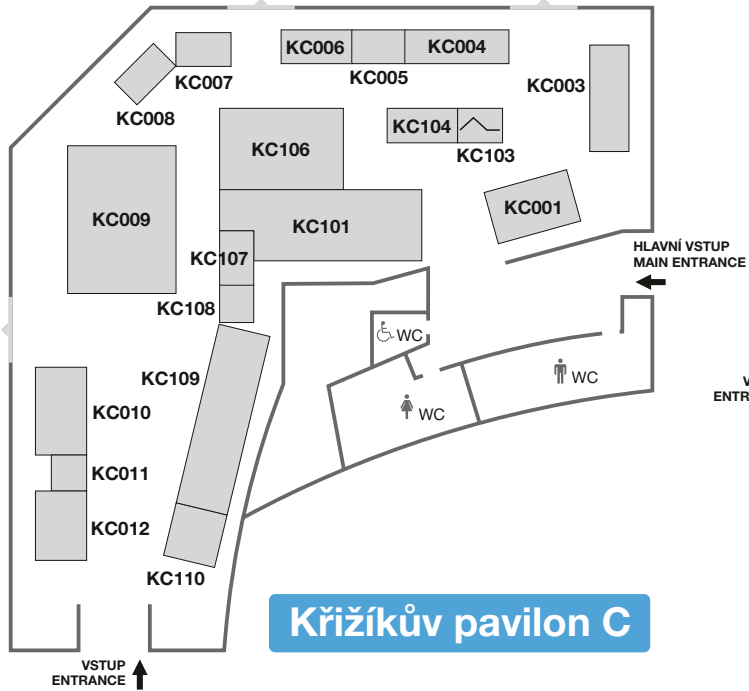 KC006
KC004
KC005
KC007
KC008
KC003
KC104
KC103
KC106
KC001
KC009
KC101
KC107
KC108
HLAVNÍ VSTUP
MAIN ENTRANCE
WC
KC109
WC
WC
KC010
KC011
KC012
KC110
Křižíkův pavilon C
VSTUP
ENTRANCE